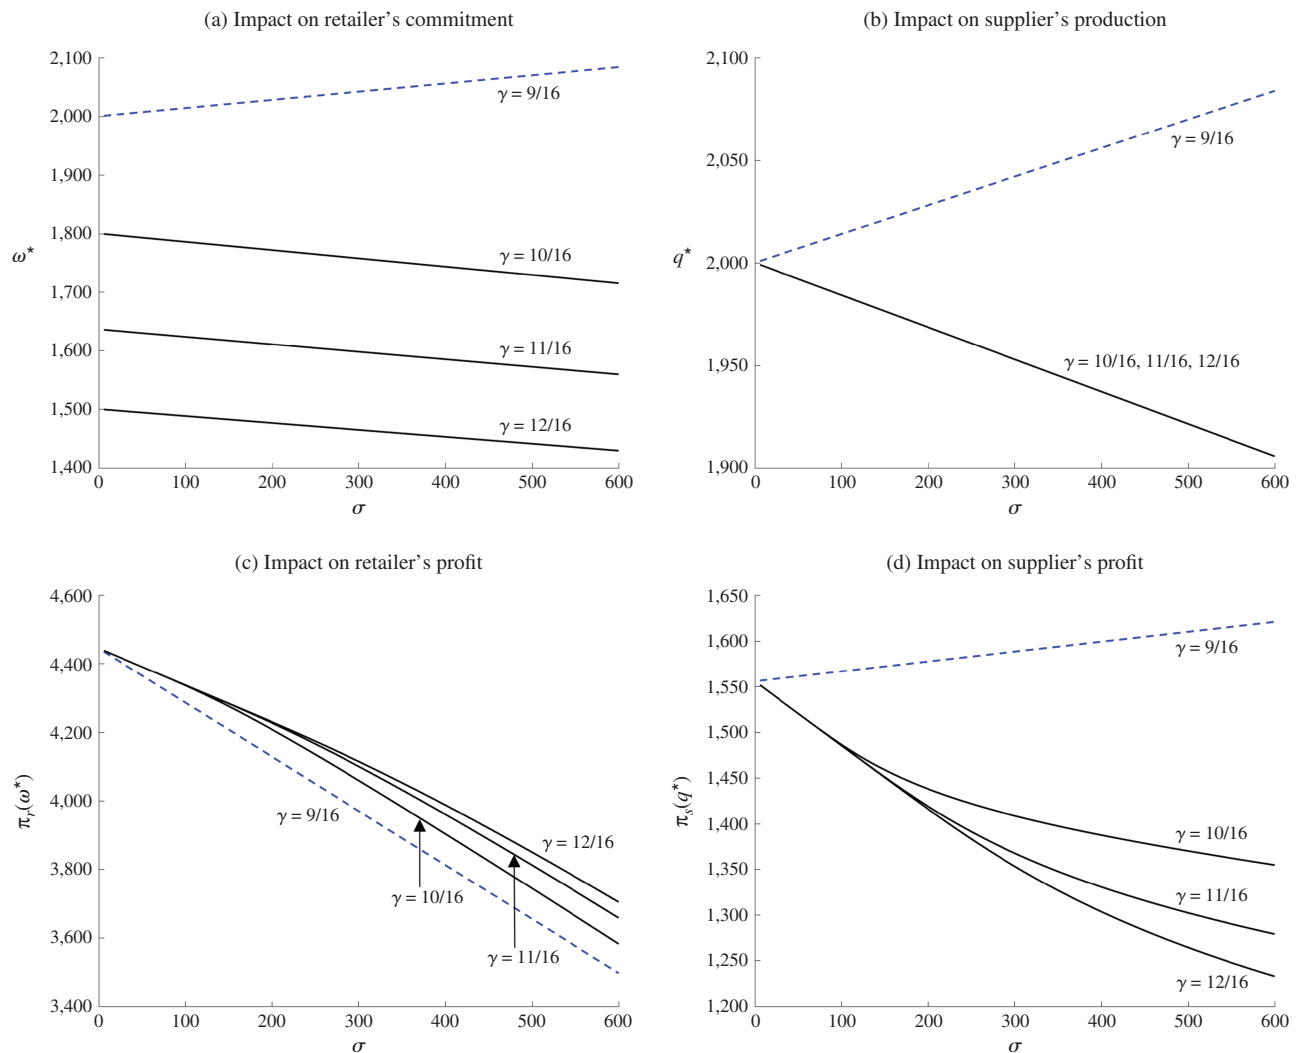 (a) Impact on retailer's commitment
2,100
2,000
1,900
1,800
1,700
1,600
1,500
1,400
ω*
γ = 9/16
γ = 10/16
γ = 11/16
γ = 12/16
0 100 200 300 400 500 600
σ
(b) Impact on supplier's production
2,100
2,050
2,000
1,950
1,900
q*
γ = 9/16
γ = 10/16, 11/16, 12/16
0 100 200 300 400 500 600
σ
(c) Impact on retailer's profit
4,600
4,400
4,200
4,000
3,800
3,600
3,400
π_r(ω*)
γ = 9/16
γ = 12/16
γ = 10/16
γ = 11/16
0 100 200 300 400 500 600
σ
(d) Impact on supplier's profit
1,650
1,600
1,550
1,500
1,450
1,400
1,350
1,300
1,250
1,200
π_s(q*)
γ = 9/16
γ = 10/16
γ = 11/16
γ = 12/16
0 100 200 300 400 500 600
σ